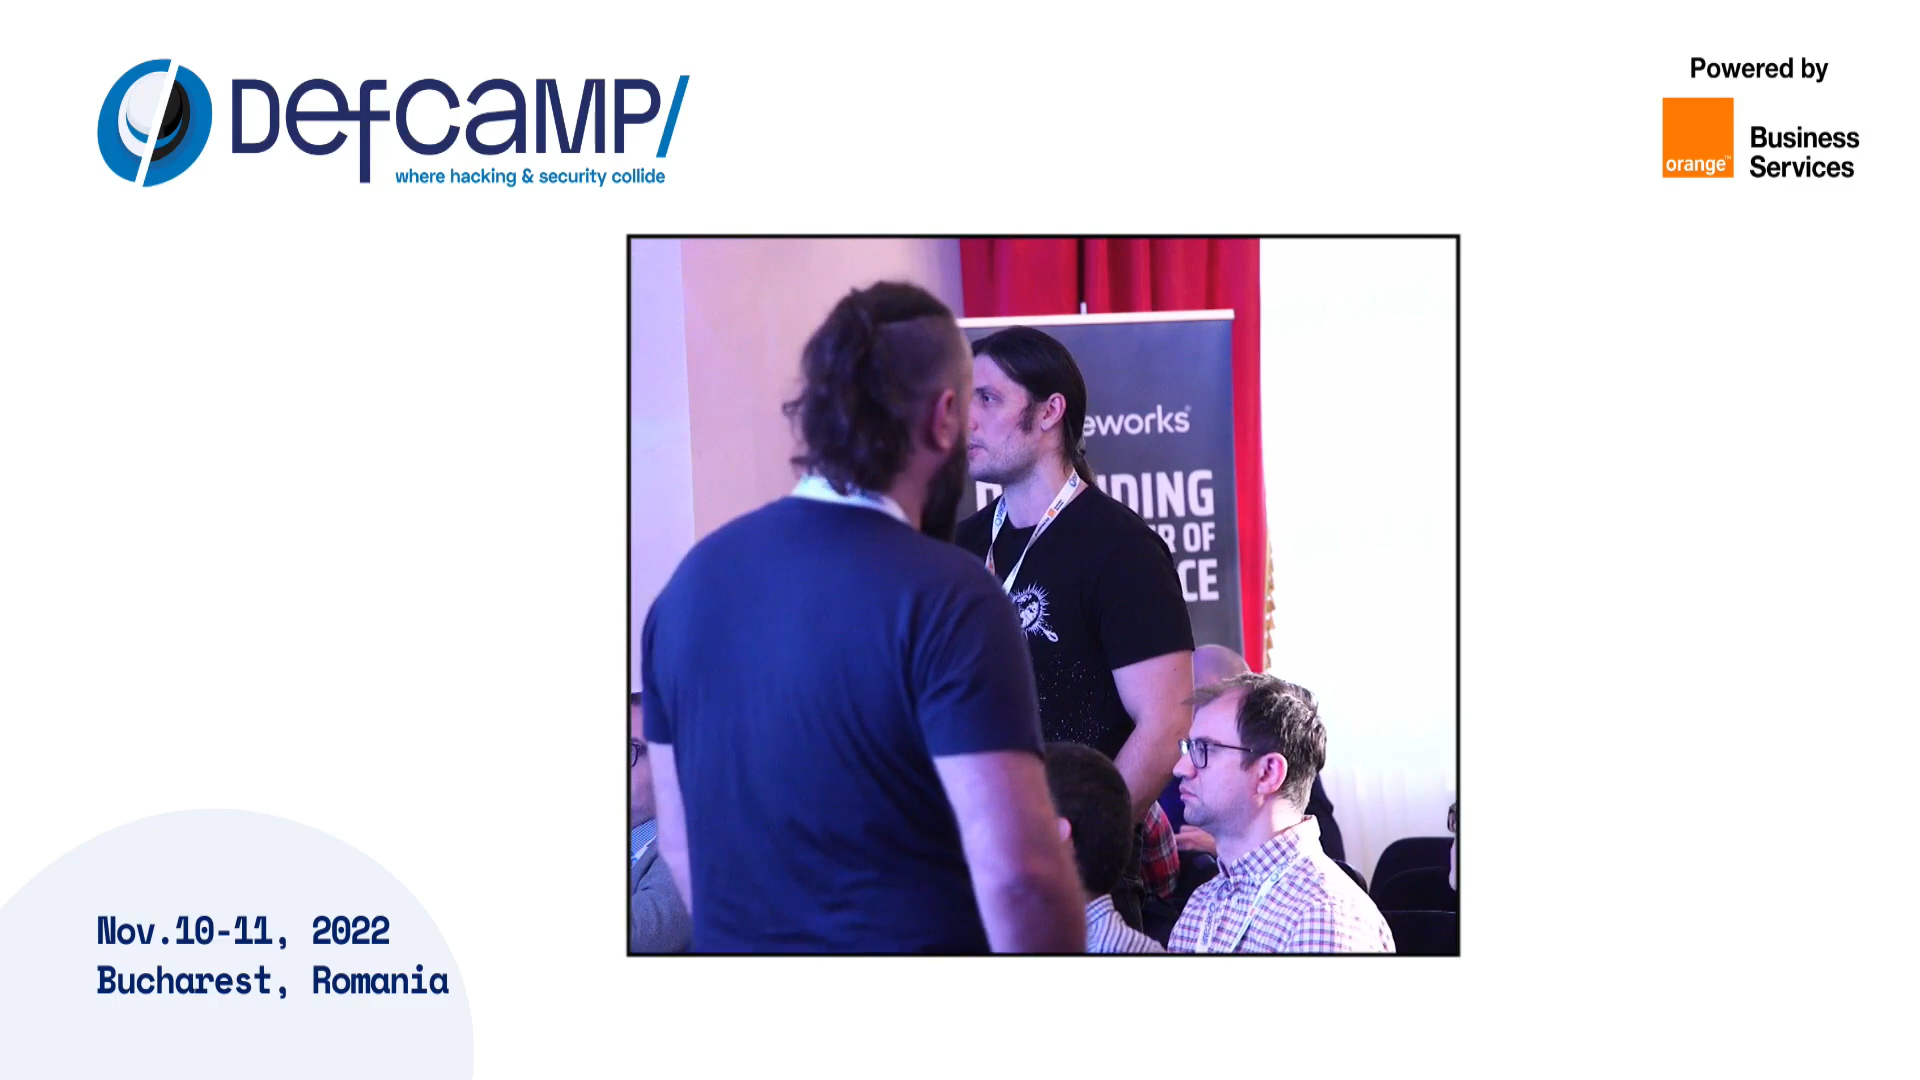 Defcamp/
where hacking & security collide
Powered by
orange™
Business
Services
eworks
DING
R OF
CE
Nov.10-11, 2022
Bucharest, Romania